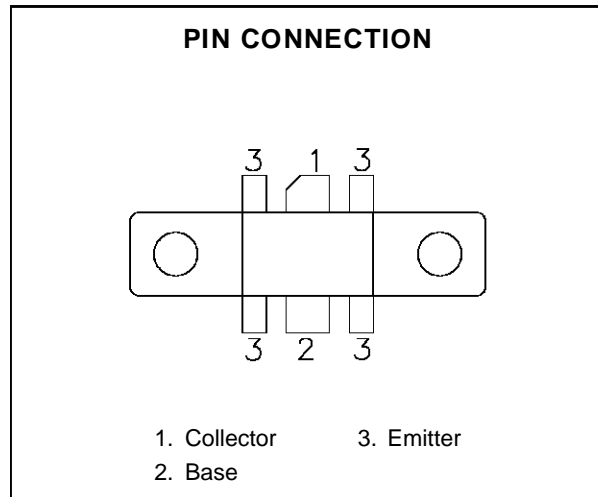 PIN CONNECTION
3 1 3
3 2 3
1. Collector 3. Emitter
2. Base